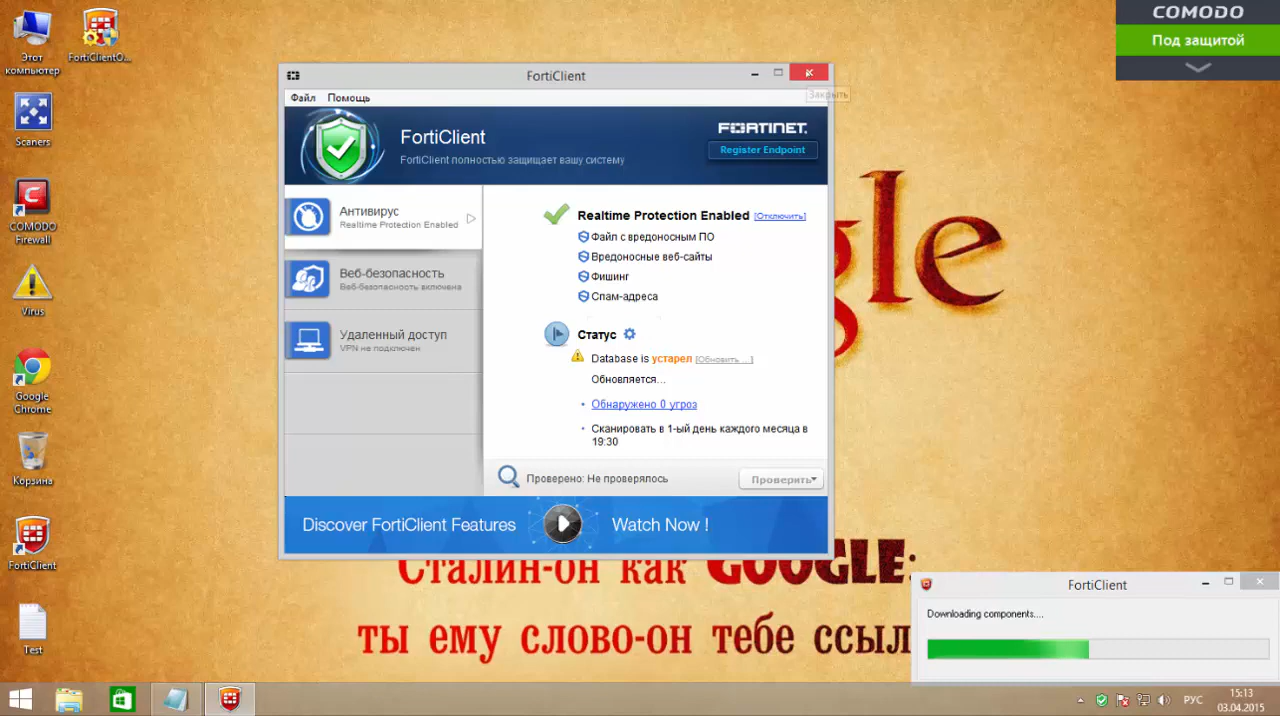 Этот
компьютер
FortiClientO...
Scaners
COMODO
Firewall
Virus
Google
Chrome
Корзина
FortiClient
Test
COMODO
Под защитой
FortiClient
Закрыть
Файл Помощь
FortiClient
FortiClient полностью защищает вашу систему
FORTINET.
Register Endpoint
Антивирус
Realtime Protection Enabled
Веб-безопасность
Веб-безопасность включена
Удаленный доступ
VPN не подключен
Realtime Protection Enabled [Отключить]
Файл с вредоносным ПО
Вредоносные веб-сайты
Фишинг
Спам-адреса
Статус
Database is устарел [Обновить ...]
Обновляется...
• Обнаружено 0 угроз
• Сканировать в 1-ый день каждого месяца в
19:30
Проверено: Не проверялось
Проверить
Discover FortiClient Features Watch Now !
gle
Сталин-он как GOOGLE:
ты ему слово-он тебе ссыл
FortiClient
Downloading components....
РУС
15:13
03.04.2015